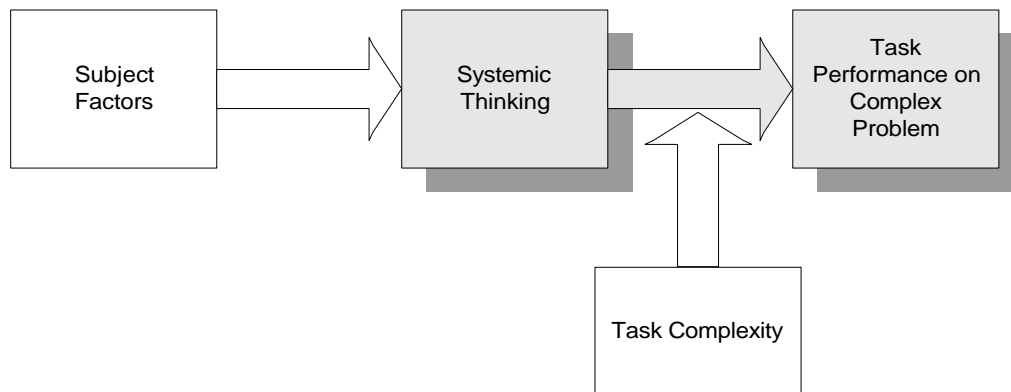 Subject
Factors
Systemic
Thinking
Task
Performance on
Complex
Problem
Task Complexity